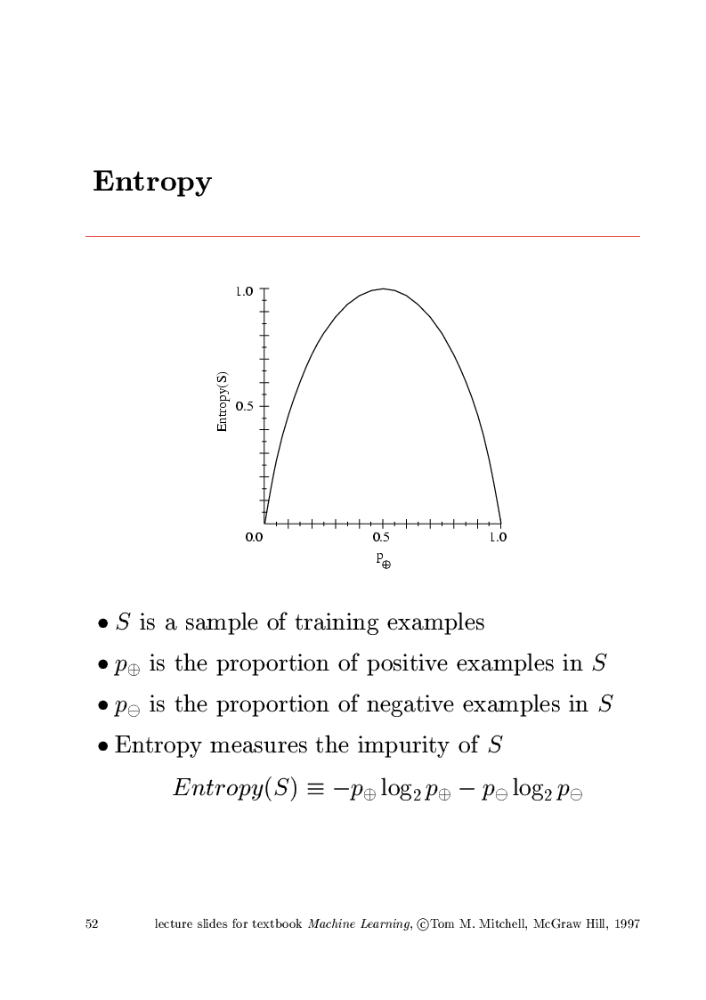 Entropy
1.0
Entropy(S)
0.5
0.0
0.5
1.0
p⊕
• S is a sample of training examples
• p⊕ is the proportion of positive examples in S
• p⊖ is the proportion of negative examples in S
• Entropy measures the impurity of S
Entropy(S) ≡ −p⊕ log₂ p⊕ − p⊖ log₂ p⊖
52 lecture slides for textbook Machine Learning, ©Tom M. Mitchell, McGraw Hill, 1997